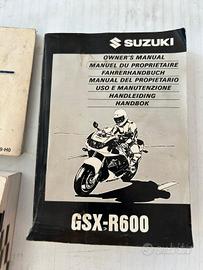 SUZUKI
OWNER'S MANUAL
MANUEL DU PROPRIETAIRE
FAHRERHANDBUCH
MANUAL DEL PROPIETARIO
USO E MANUTENZIONE
HANDLEIDING
HANDBOK
GSX-R600